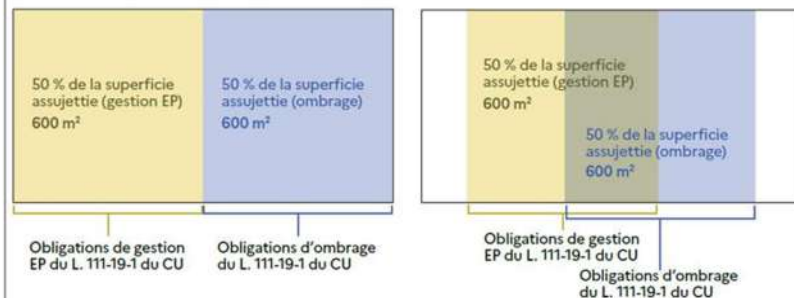 50 % de la superficie
assujettie (gestion EP)
600 m²
50 % de la superficie
assujettie (ombrage)
600 m²
Obligations de gestion
EP du L. 111-19-1 du CU
Obligations d'ombrage
du L. 111-19-1 du CU
50 % de la superficie
assujettie (gestion EP)
600 m²
50 % de la superficie
assujettie (ombrage)
600 m²
Obligations de gestion
EP du L. 111-19-1 du CU
Obligations d'ombrage
du L. 111-19-1 du CU